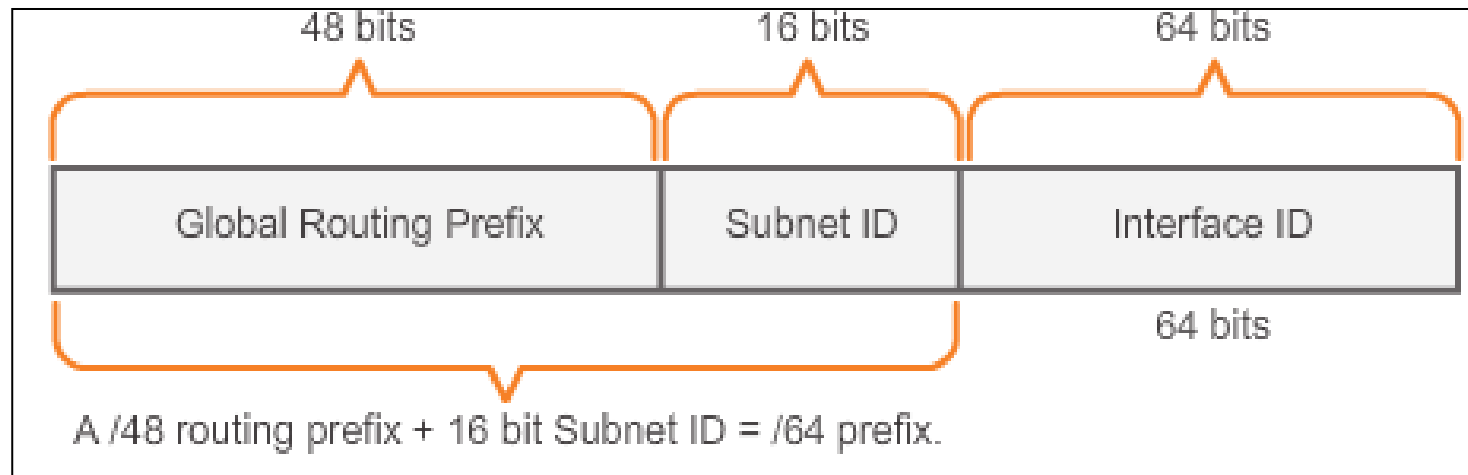 48 bits 16 bits 64 bits
Global Routing Prefix Subnet ID Interface ID
64 bits
A /48 routing prefix + 16 bit Subnet ID = /64 prefix.